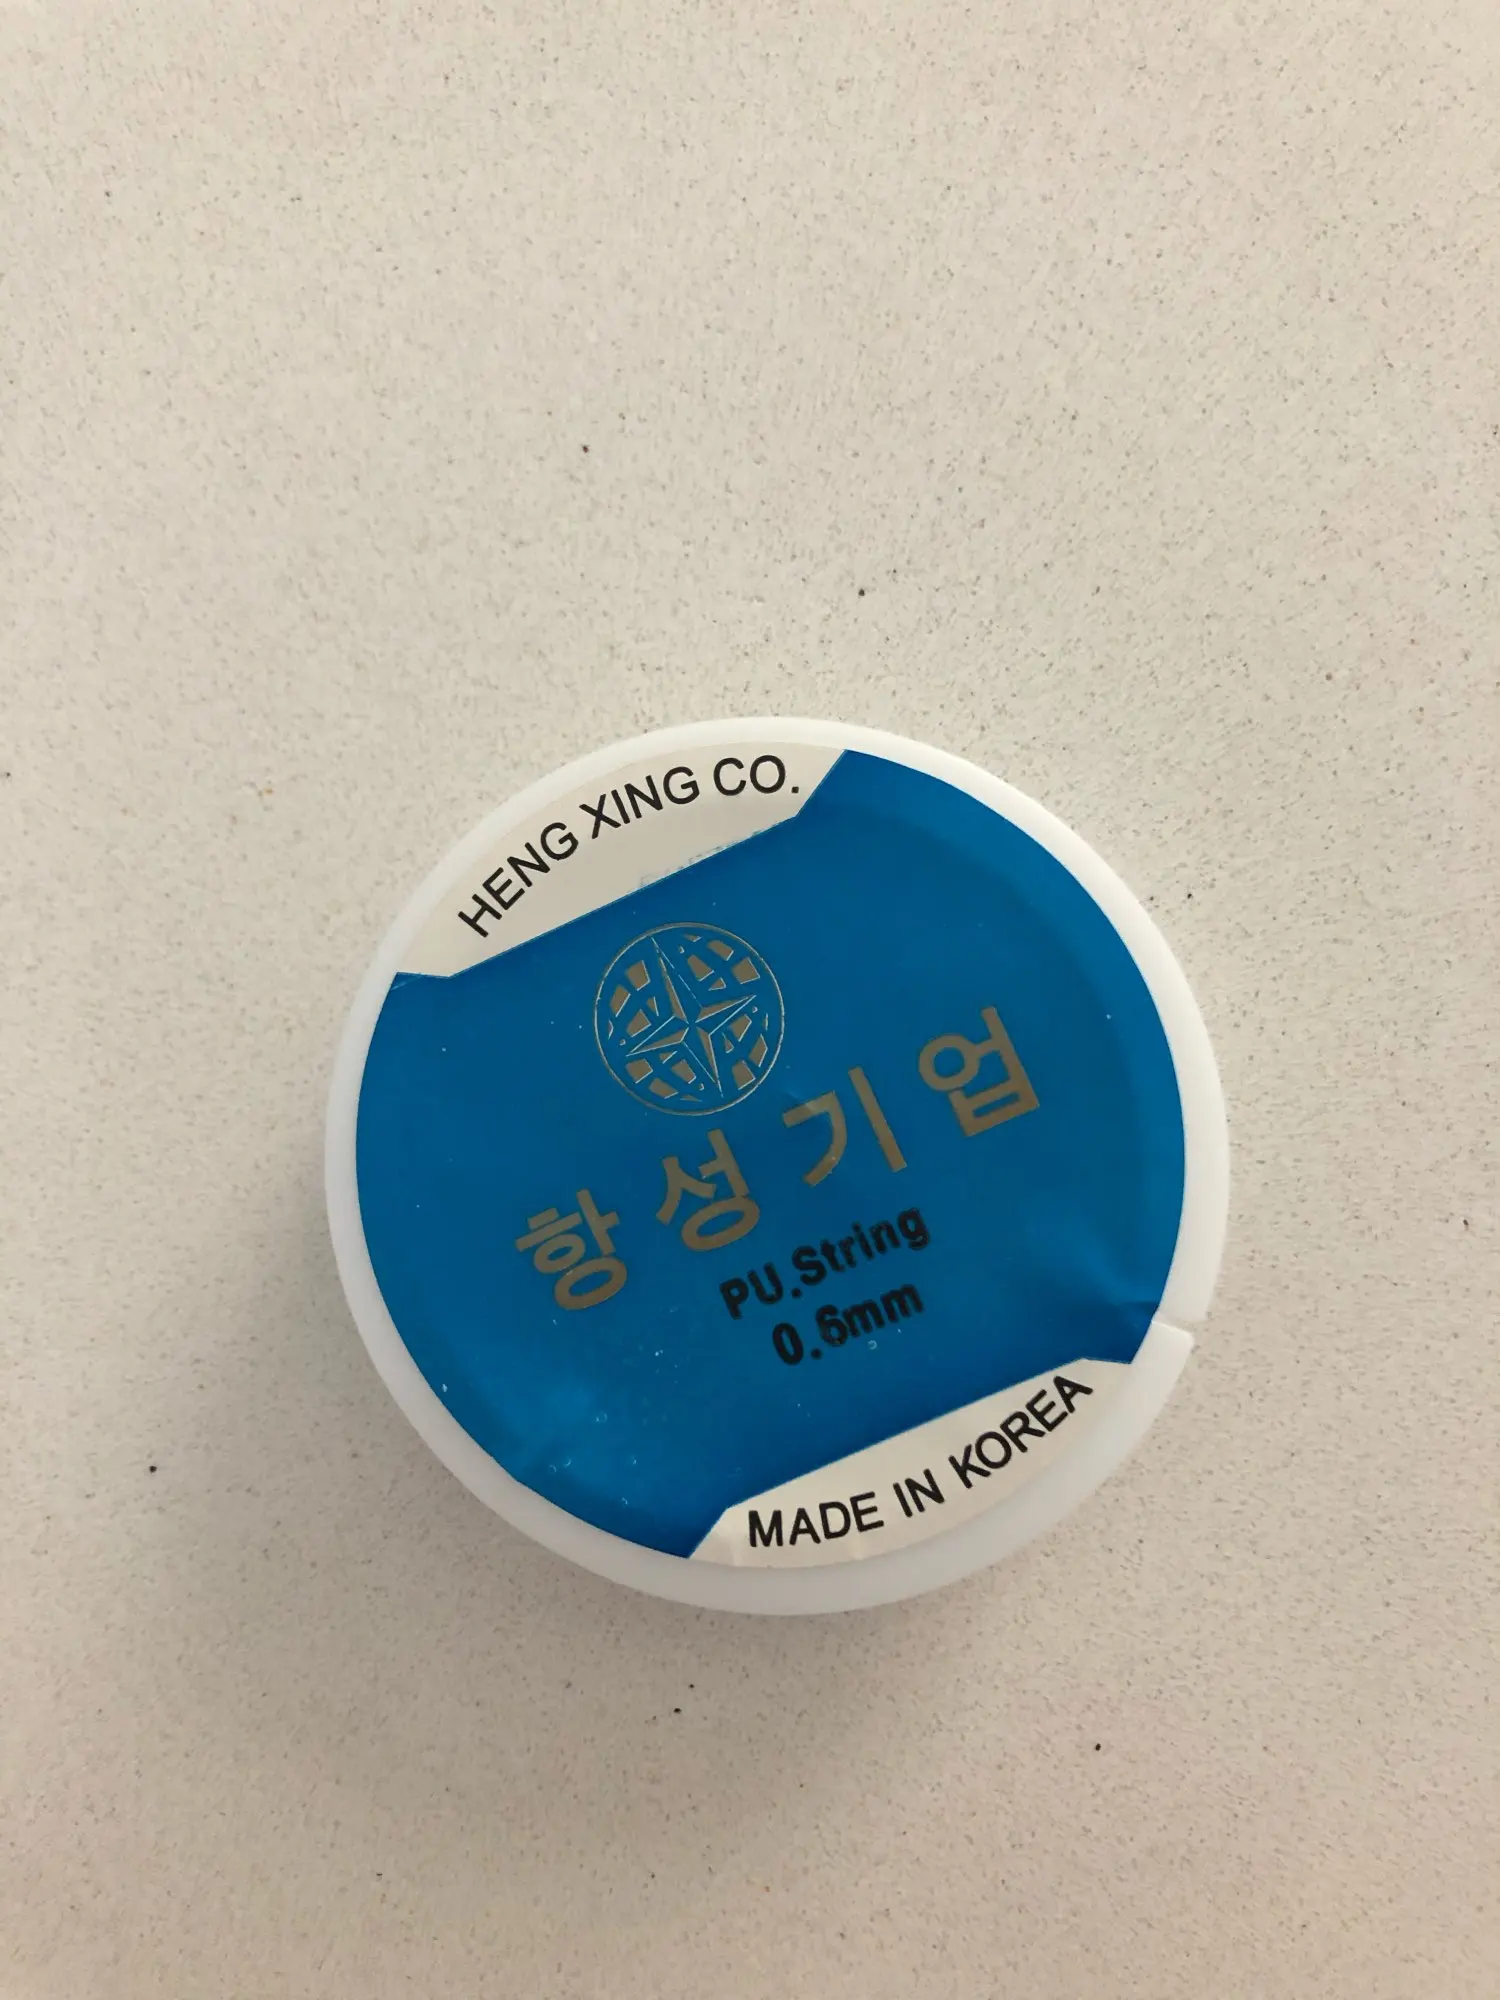 HENG XING CO.
항성기업
PU.String
0.6mm
MADE IN KOREA